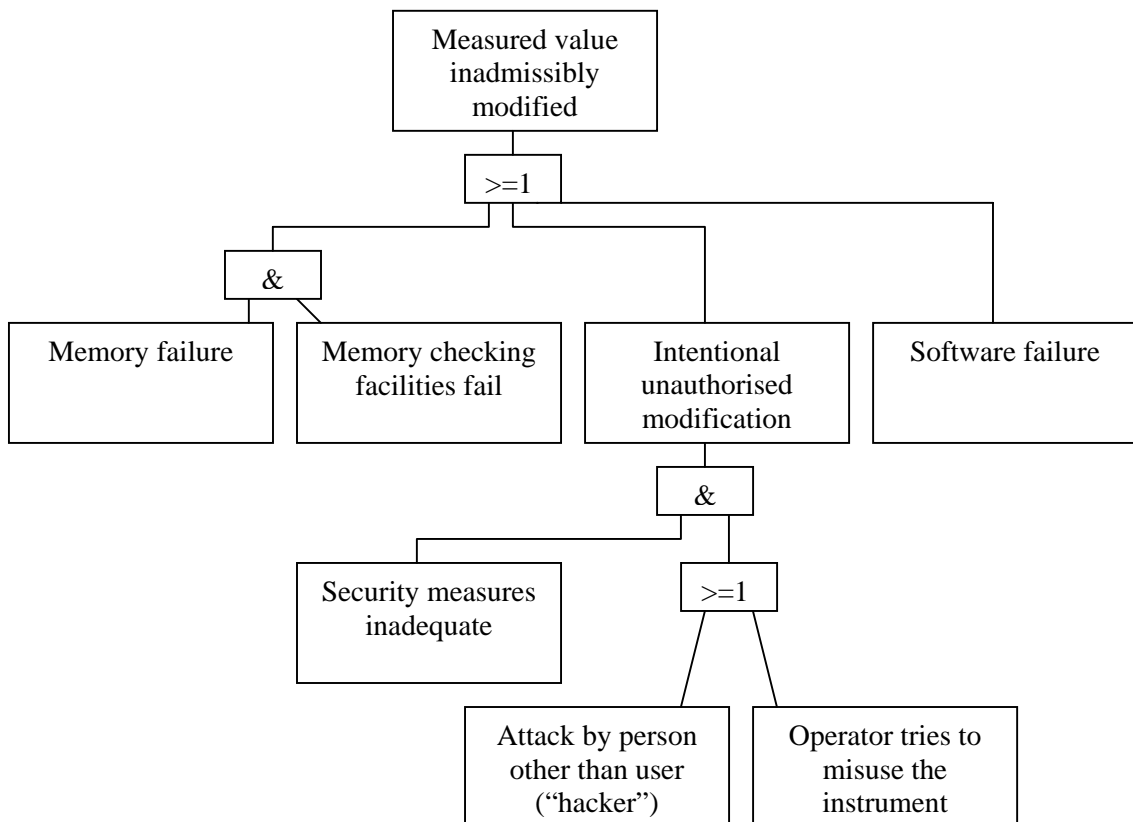 Measured value
inadmissibly
modified
>=1
&
Memory failure
Memory checking
facilities fail
Intentional
unauthorised
modification
Software failure
&
Security measures
inadequate
>=1
Attack by person
other than user
(“hacker”)
Operator tries to
misuse the
instrument